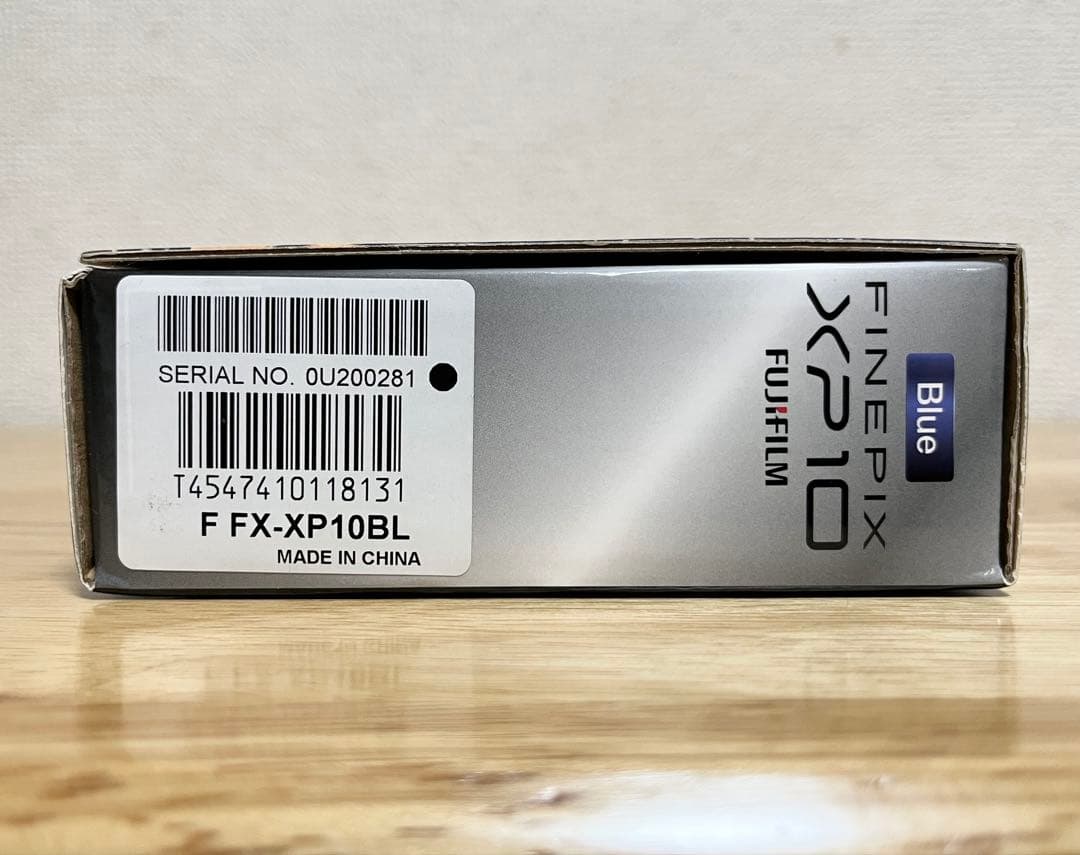 SERIAL NO. 0U200281
T4547410118131
F FX-XP10BL
MADE IN CHINA
Blue
FINEPIX
XP10
FUJIFILM